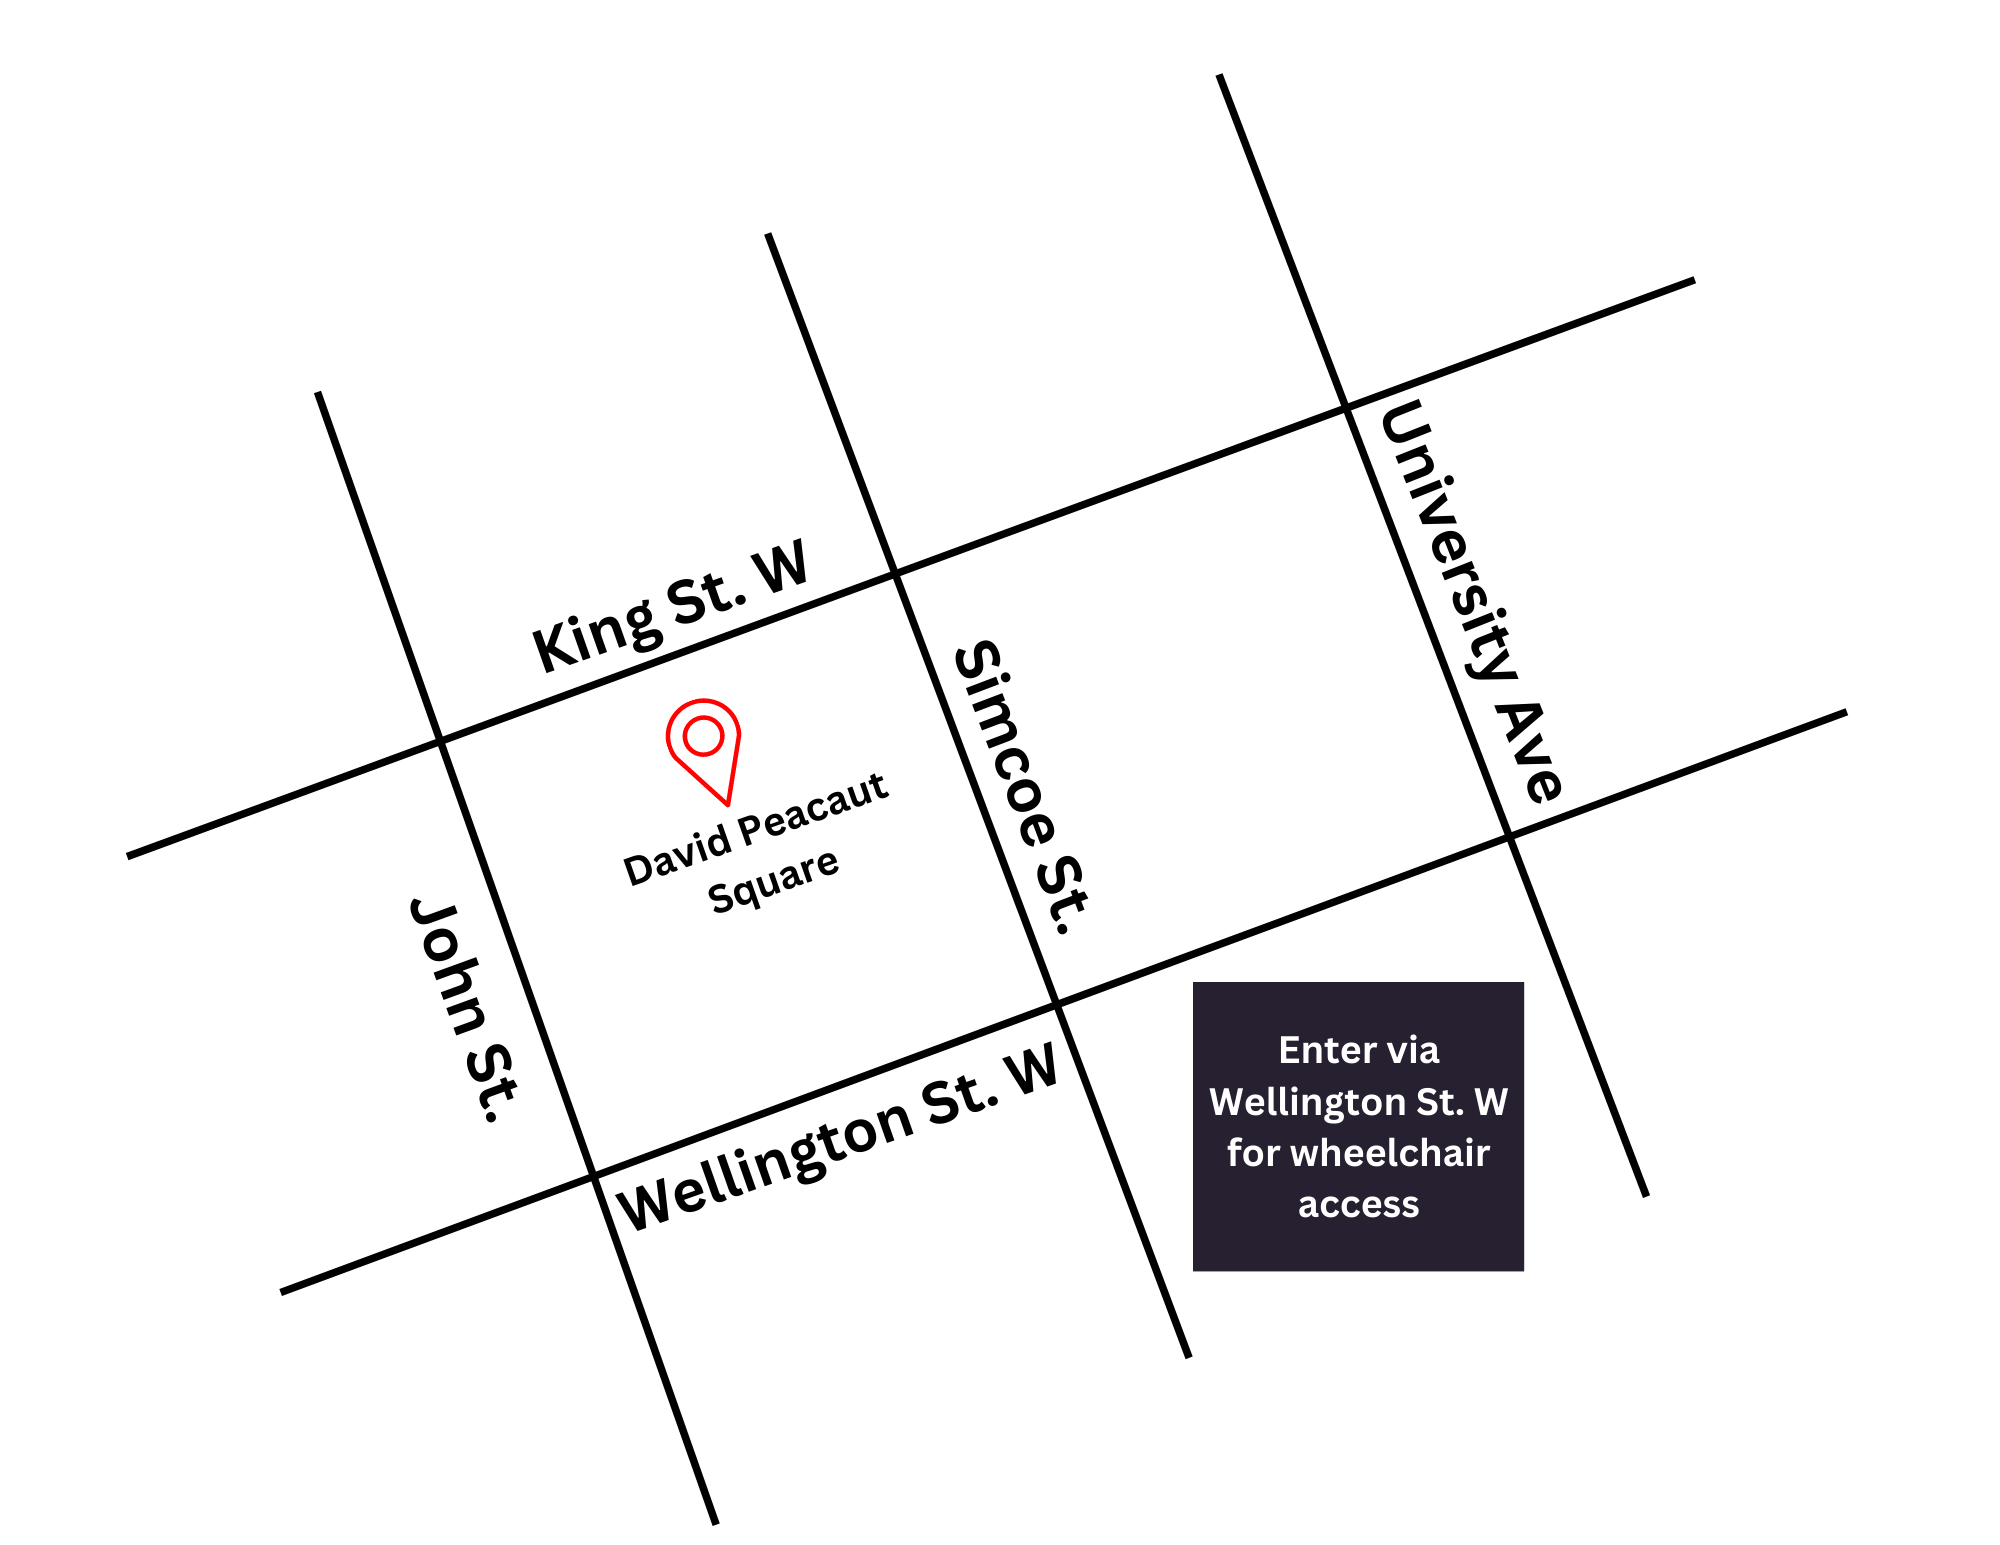 King St. W
University Ave
Simcoe St.
David Peacaut
Square
John St.
Wellington St. W
Enter via
Wellington St. W
for wheelchair
access